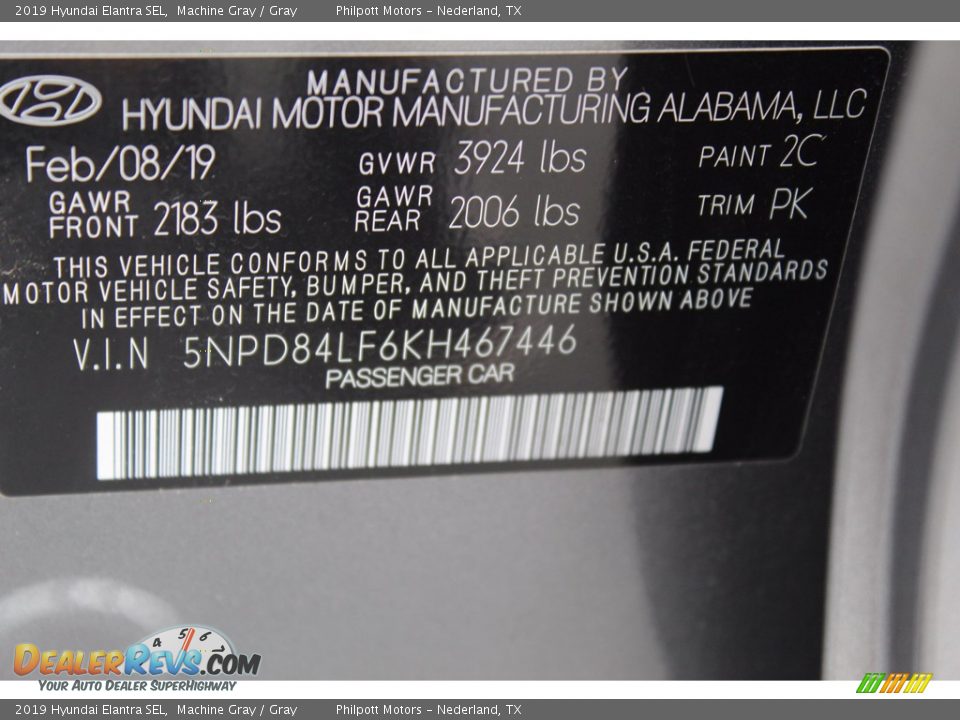 2019 Hyundai Elantra SEL, Machine Gray / Gray Philpott Motors - Nederland, TX
MANUFACTURED BY
HYUNDAI MOTOR MANUFACTURING ALABAMA, LLC
Feb/08/19 GVWR 3924 lbs PAINT 2C
GAWR FRONT 2183 lbs GAWR REAR 2006 lbs TRIM PK
THIS VEHICLE CONFORMS TO ALL APPLICABLE U.S.A. FEDERAL
MOTOR VEHICLE SAFETY, BUMPER, AND THEFT PREVENTION STANDARDS
IN EFFECT ON THE DATE OF MANUFACTURE SHOWN ABOVE
V.I.N 5NPD84LF6KH467446
PASSENGER CAR
4 5 6 7
DEALERREVS.COM
YOUR AUTO DEALER SUPERHIGHWAY
2019 Hyundai Elantra SEL, Machine Gray / Gray Philpott Motors - Nederland, TX